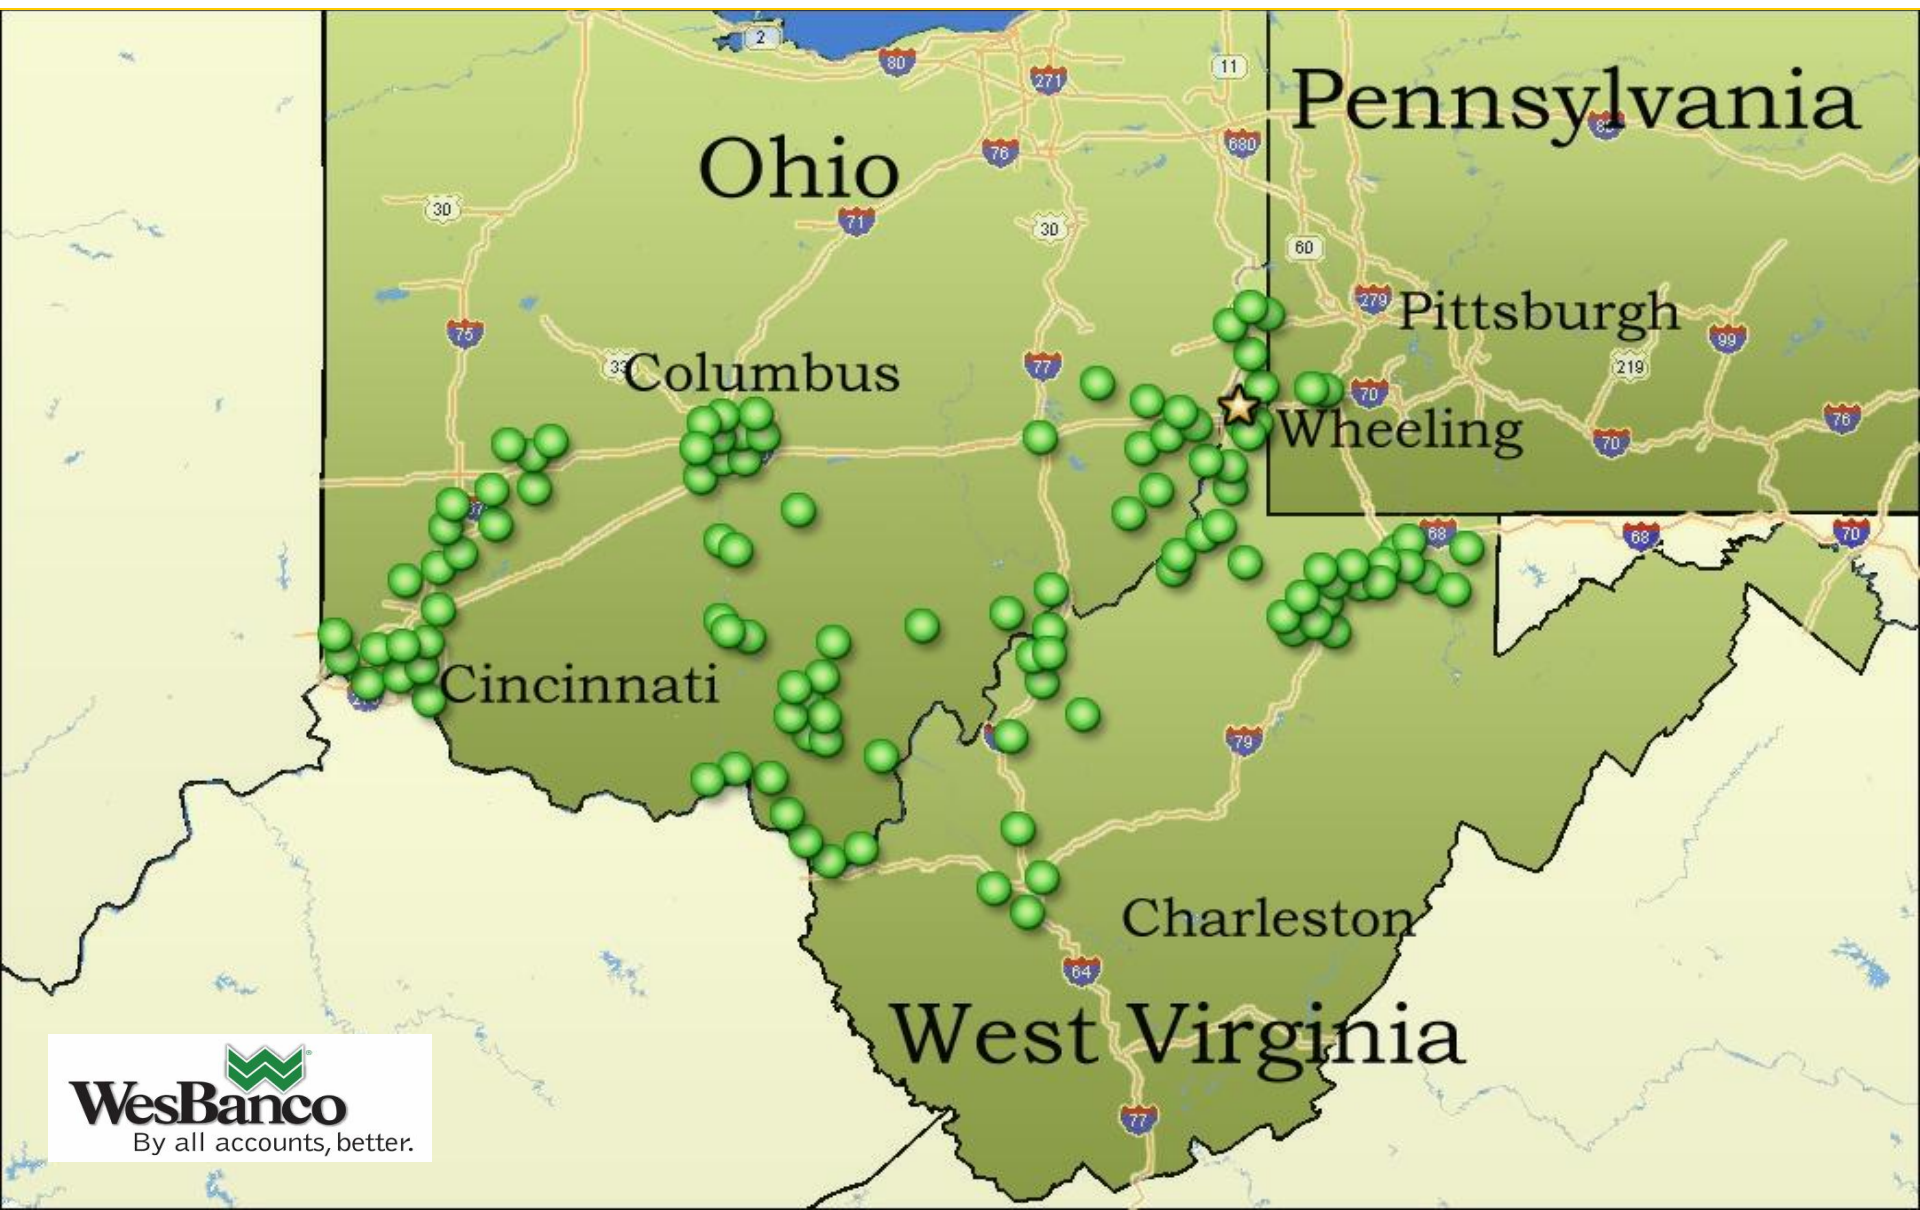 2
80
271
11
Pennsylvania
80
Ohio
76
680
30
71
30
60
279
Pittsburgh
75
77
99
33
Columbus
219
70
76
Wheeling
70
68
68
70
Cincinnati
79
Charleston
64
West Virginia
77
WesBanco
By all accounts, better.